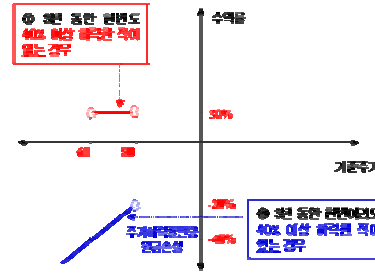 ① 3년 동안 한번도
40% 이상 하락한 적이
없는 경우
수익률
30%
기준주가
-20%
-40%
주가하락률만큼
원금손실
② 3년 동안 한번이라도
40% 이상 하락한 적이
있는 경우